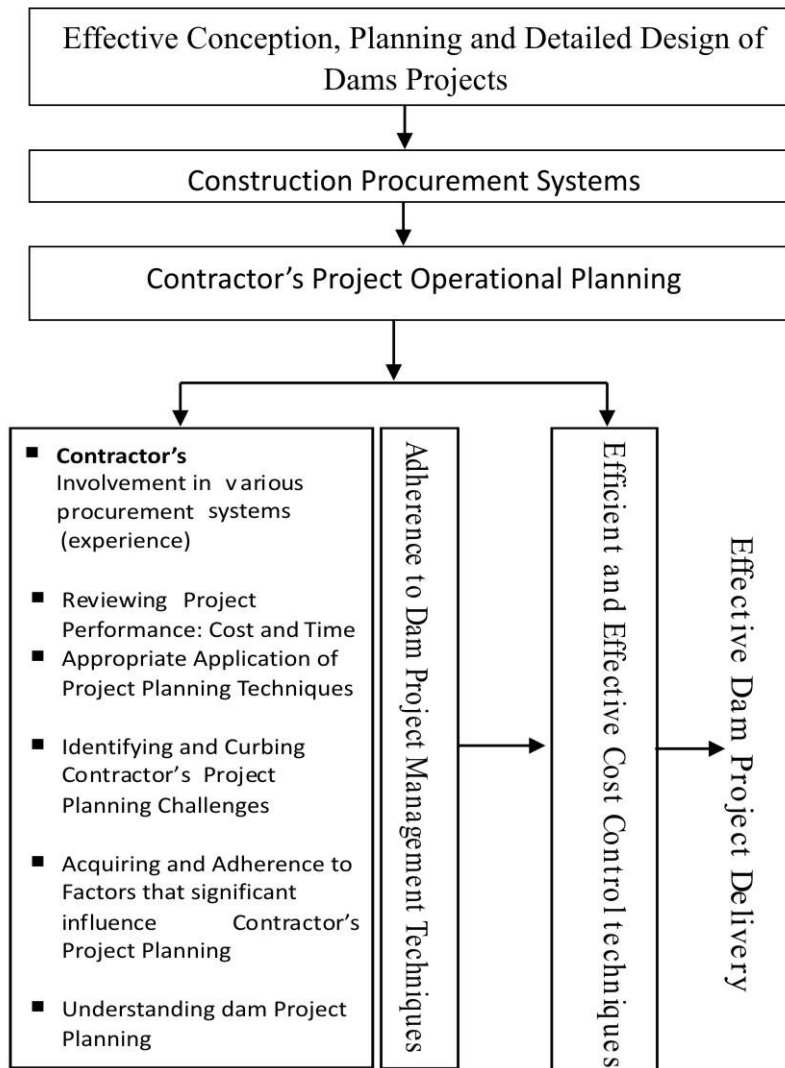 Effective Conception, Planning and Detailed Design of
Dams Projects
Construction Procurement Systems
Contractor’s Project Operational Planning
▪ Contractor’s
Involvement in various
procurement systems
(experience)
▪ Reviewing Project
Performance: Cost and Time
▪ Appropriate Application of
Project Planning Techniques
▪ Identifying and Curbing
Contractor’s Project
Planning Challenges
▪ Acquiring and Adherence to
Factors that significant
influence Contractor’s
Project Planning
▪ Understanding dam Project
Planning
Adherence to Dam Project Management Techniques
Efficient and Effective Cost Control techniques
Effective Dam Project Delivery